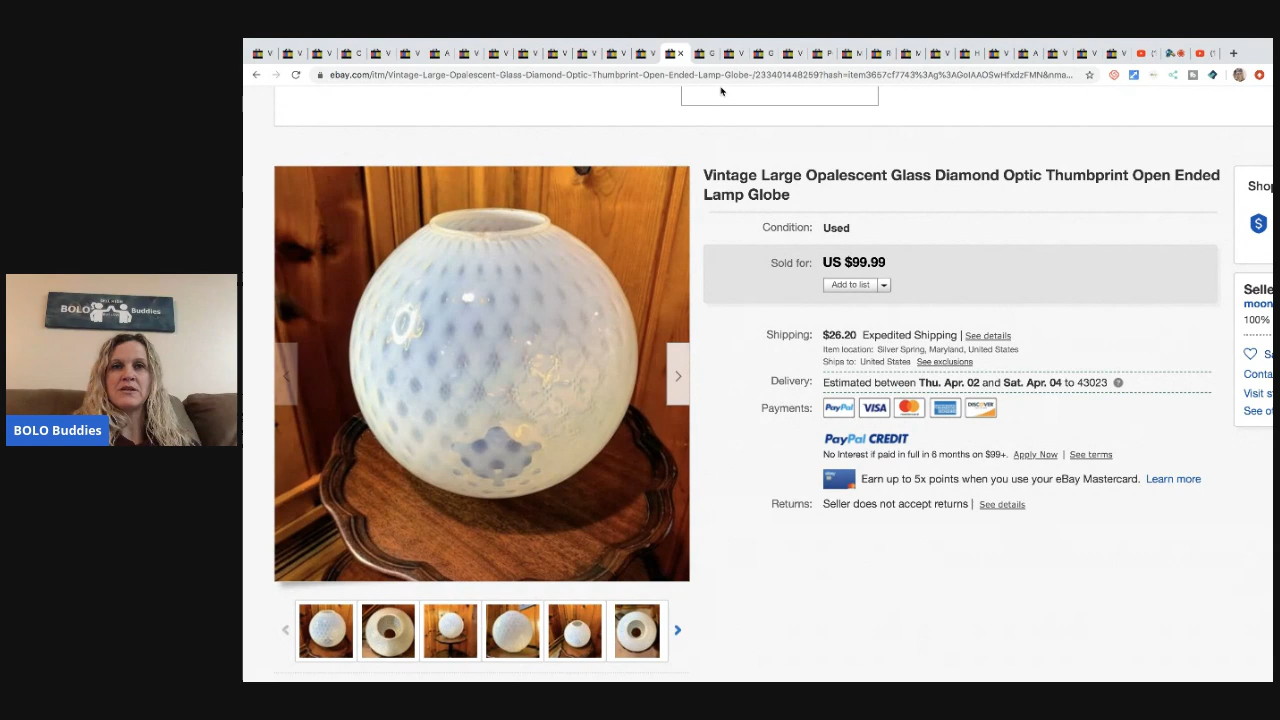 V
V
V
C
V
V
A
V
V
V
V
V
V
V
G
V
G
V
P
M
R
M
V
H
V
A
V
V
V
ebay.com/itm/Vintage-Large-Opalescent-Glass-Diamond-Optic-Thumbprint-Open-Ended-Lamp-Globe-/233401448259?hash=item3657cf7743%3Ag%3AGoIAAOSwHfxdzFMN&nma...
Vintage Large Opalescent Glass Diamond Optic Thumbprint Open Ended
Lamp Globe
Condition: Used
Sold for: US $99.99
Add to list
Shipping: $26.20 Expedited Shipping | See details
Item location: Silver Spring, Maryland, United States
Ships to: United States See exclusions
Delivery: Estimated between Thu. Apr. 02 and Sat. Apr. 04 to 43023 ?
Payments: PayPal VISA MasterCard DISCOVER
PayPal CREDIT
No Interest if paid in full in 6 months on $99+. Apply Now | See terms
Earn up to 5x points when you use your eBay Mastercard. Learn more
Returns: Seller does not accept returns | See details
Shop
$
Selle
moon
100%
Sa
Conta
Visit s
See ot
BOLO Buddies
BOLO Buddies